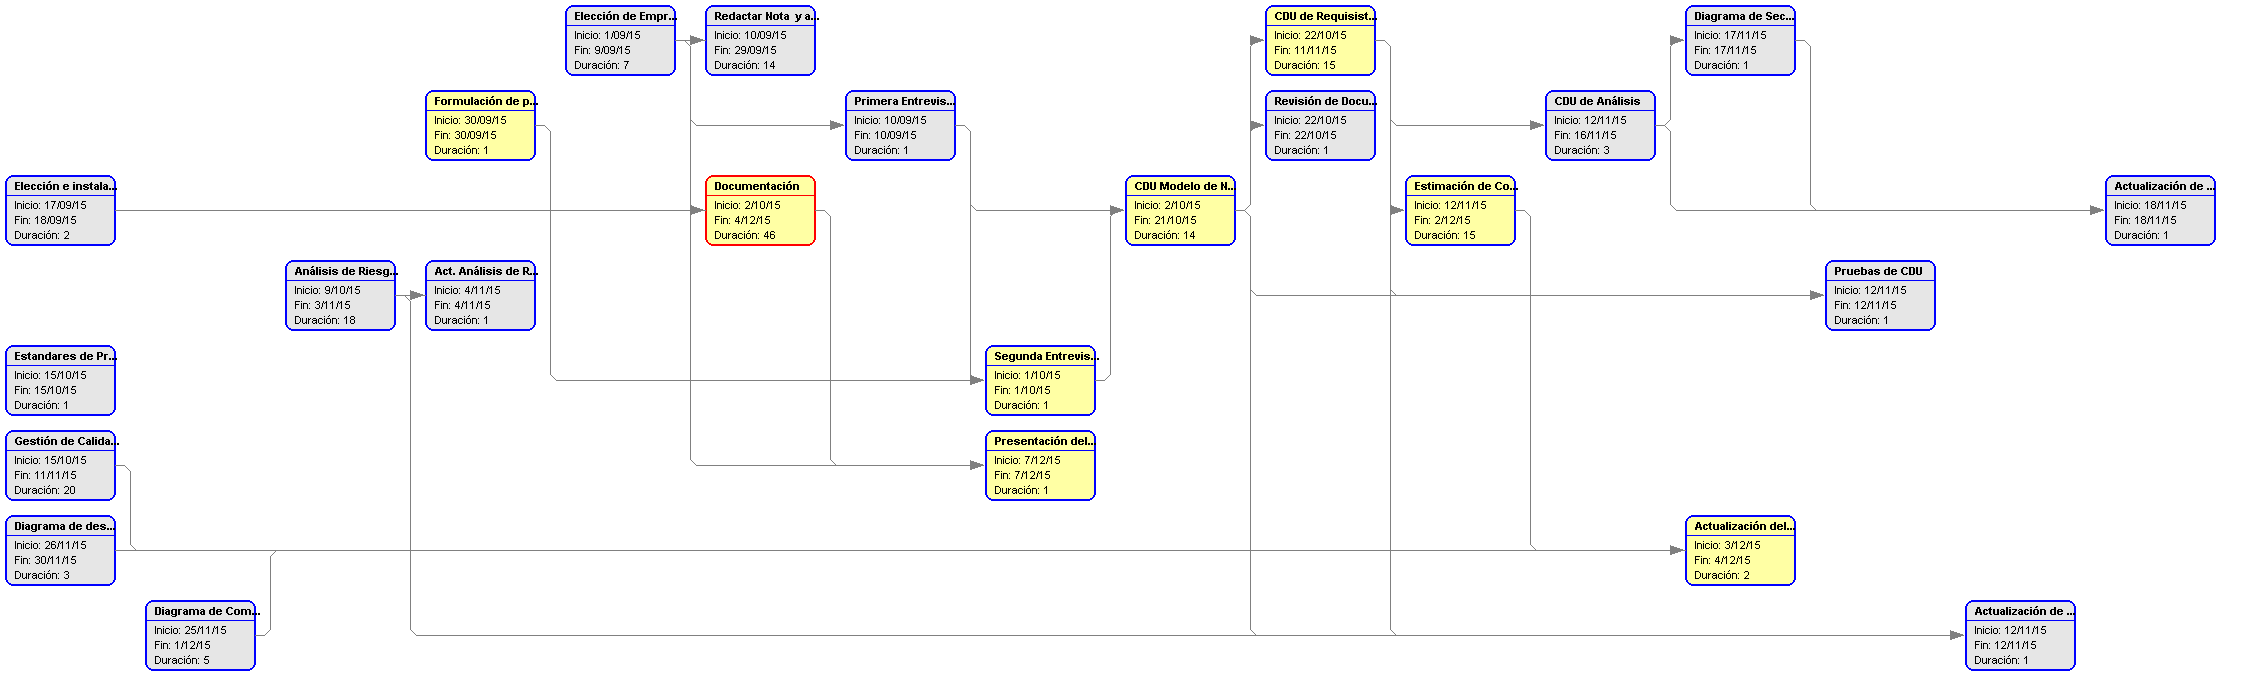 Elección de Empr...
Inicio: 1/09/15
Fin: 9/09/15
Duración: 7
Redactar Nota y a...
Inicio: 10/09/15
Fin: 29/09/15
Duración: 14
CDU de Requisist...
Inicio: 22/10/15
Fin: 11/11/15
Duración: 15
Diagrama de Sec...
Inicio: 17/11/15
Fin: 17/11/15
Duración: 1
Formulación de p...
Inicio: 30/09/15
Fin: 30/09/15
Duración: 1
Primera Entrevis...
Inicio: 10/09/15
Fin: 10/09/15
Duración: 1
Revisión de Docu...
Inicio: 22/10/15
Fin: 22/10/15
Duración: 1
CDU de Análisis
Inicio: 12/11/15
Fin: 16/11/15
Duración: 3
Elección e instala...
Inicio: 17/09/15
Fin: 18/09/15
Duración: 2
Documentación
Inicio: 2/10/15
Fin: 4/12/15
Duración: 46
CDU Modelo de N...
Inicio: 2/10/15
Fin: 21/10/15
Duración: 14
Estimación de Co...
Inicio: 12/11/15
Fin: 2/12/15
Duración: 15
Actualización de ...
Inicio: 18/11/15
Fin: 18/11/15
Duración: 1
Análisis de Riesg...
Inicio: 9/10/15
Fin: 3/11/15
Duración: 18
Act. Análisis de R...
Inicio: 4/11/15
Fin: 4/11/15
Duración: 1
Pruebas de CDU
Inicio: 12/11/15
Fin: 12/11/15
Duración: 1
Estandares de Pr...
Inicio: 15/10/15
Fin: 15/10/15
Duración: 1
Segunda Entrevis...
Inicio: 1/10/15
Fin: 1/10/15
Duración: 1
Gestión de Calida...
Inicio: 15/10/15
Fin: 11/11/15
Duración: 20
Presentación del...
Inicio: 7/12/15
Fin: 7/12/15
Duración: 1
Diagrama de des...
Inicio: 26/11/15
Fin: 30/11/15
Duración: 3
Actualización del...
Inicio: 3/12/15
Fin: 4/12/15
Duración: 2
Diagrama de Com...
Inicio: 25/11/15
Fin: 1/12/15
Duración: 5
Actualización de ...
Inicio: 12/11/15
Fin: 12/11/15
Duración: 1